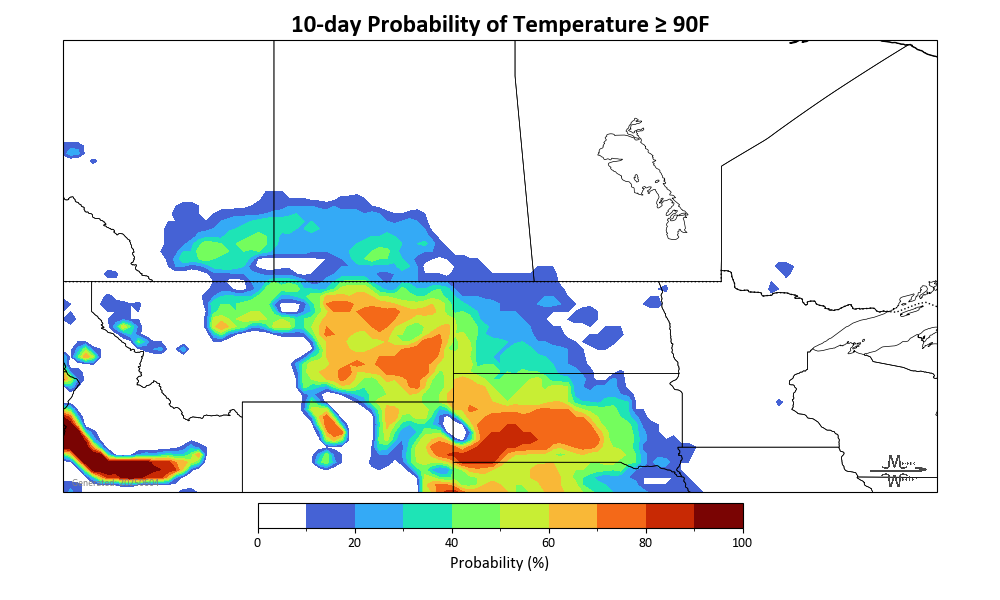 10-day Probability of Temperature ≥ 90F
M
W
0 20 40 60 80 100
Probability (%)